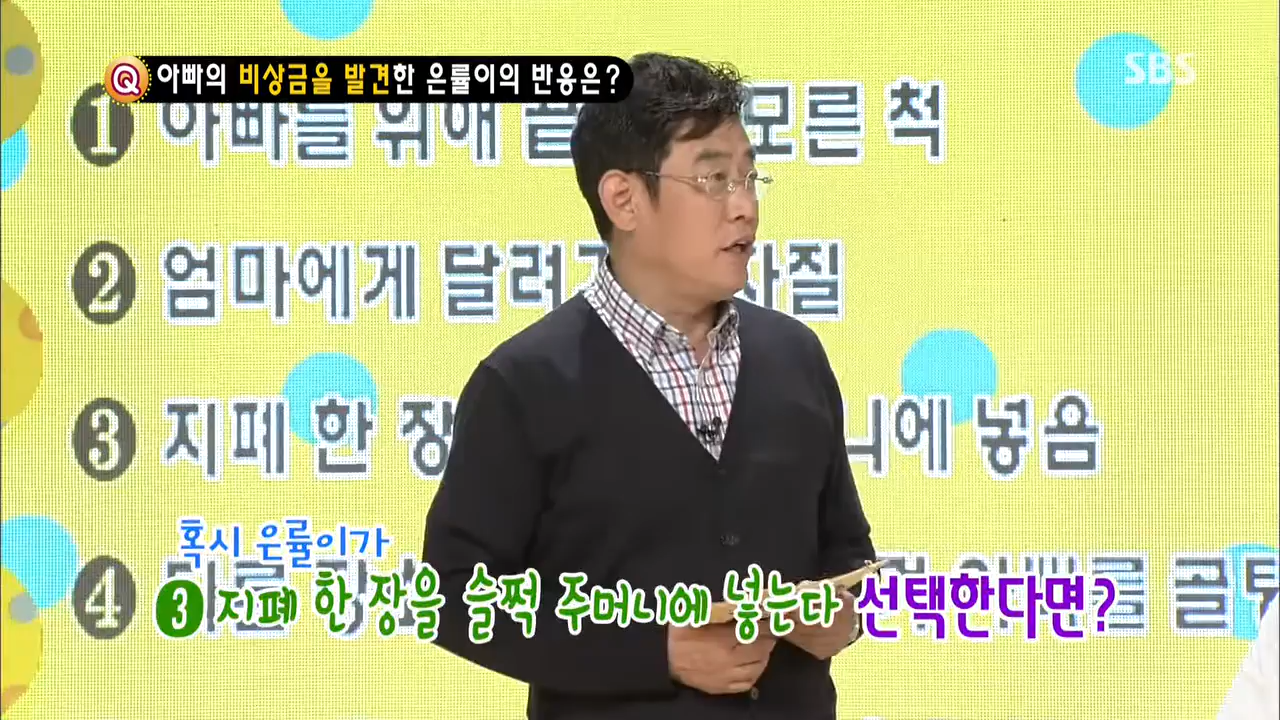 Q 아빠의 비상금을 발견한 은률이의 반응은?
SBS
1 아빠를 위해 모른 척
2 엄마에게 달려 자질
3 지폐 한 장 니에 넣음
혹시 은률이가
3 지폐 한 장을 슬쩍 주머니에 넣는다 선택한다면?
4